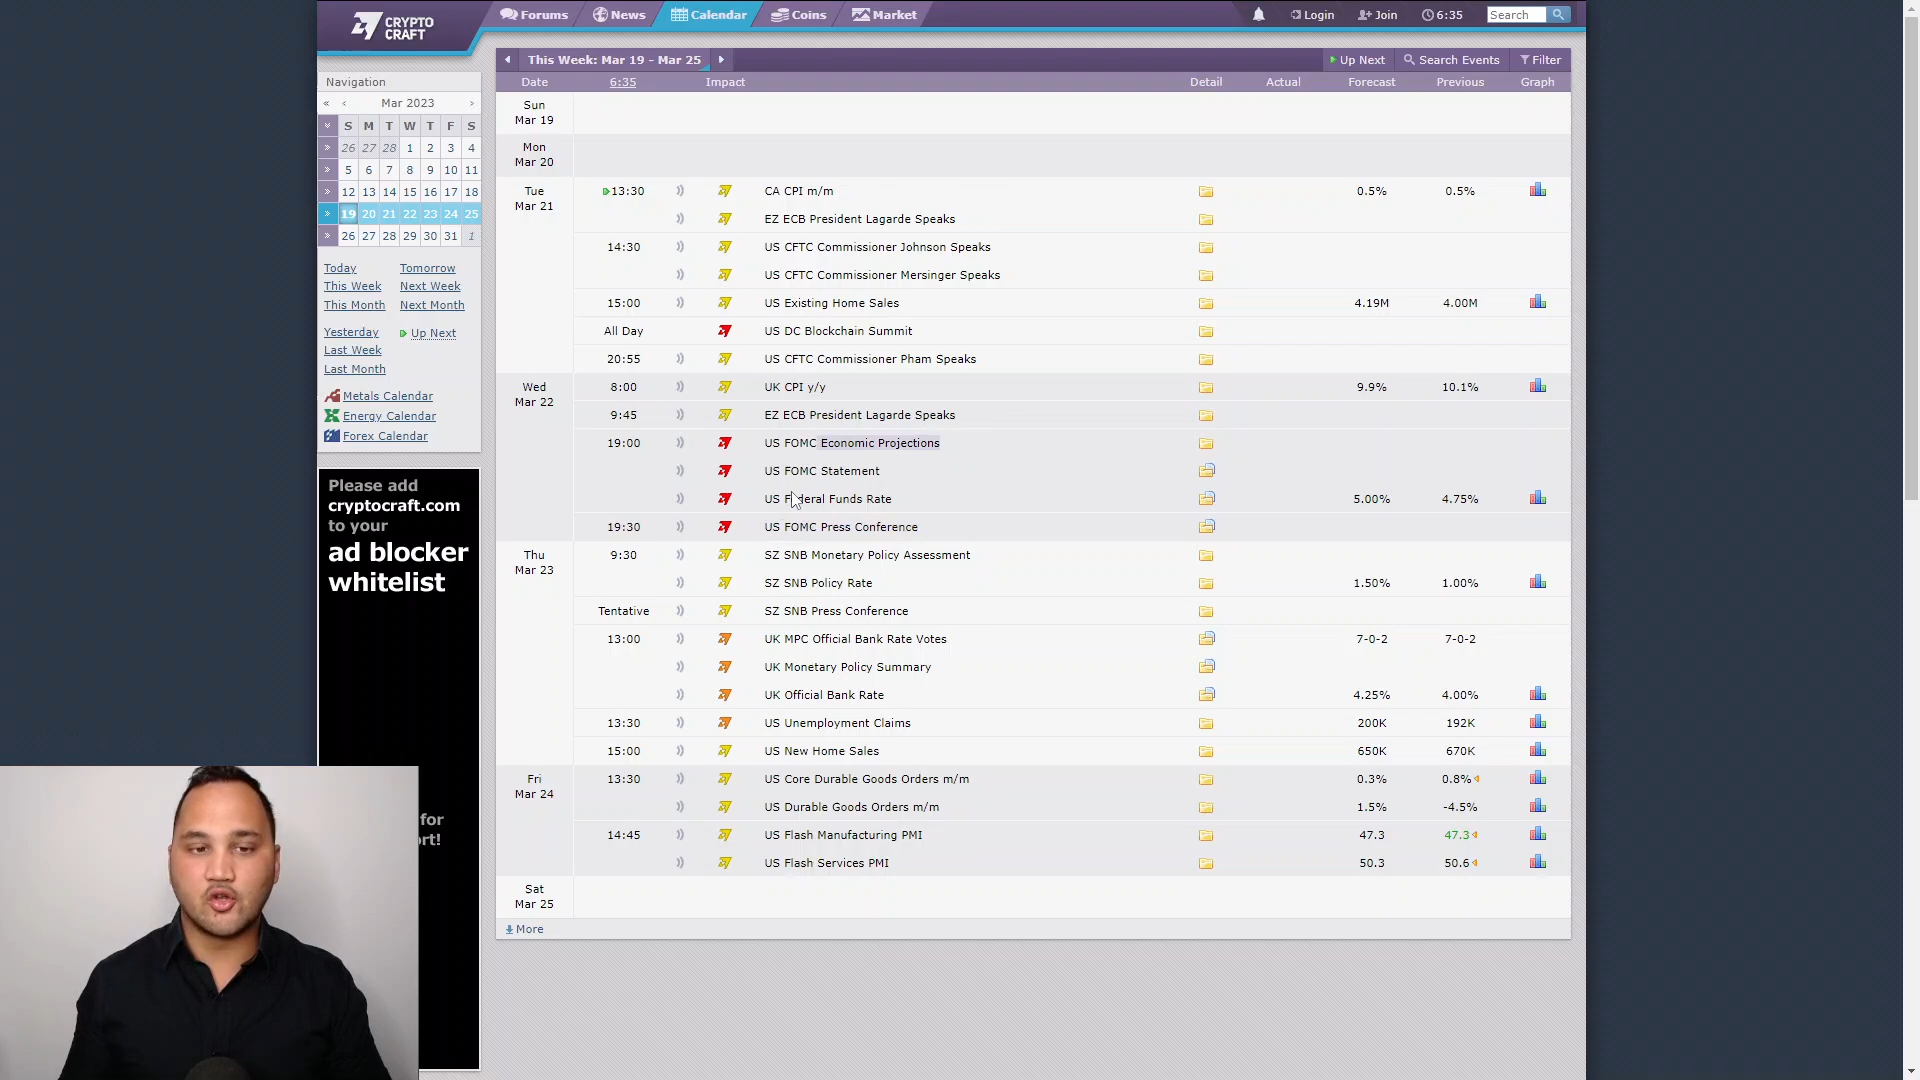 CRYPTO
CRAFT
Forums
News
Calendar
Coins
Market
Login
Join
6:35
Search
Navigation
« ‹ Mar 2023 ›
S M T W T F S
26 27 28 1 2 3 4
5 6 7 8 9 10 11
12 13 14 15 16 17 18
19 20 21 22 23 24 25
26 27 28 29 30 31 1
Today Tomorrow
This Week Next Week
This Month Next Month
Yesterday Up Next
Last Week
Last Month
Metals Calendar
Energy Calendar
Forex Calendar
Please add
cryptocraft.com
to your
ad blocker
whitelist
for
ort!
This Week: Mar 19 - Mar 25
Up Next
Search Events
Filter
Date 6:35 Impact Detail Actual Forecast Previous Graph
Sun
Mar 19
Mon
Mar 20
Tue
Mar 21
13:30 CA CPI m/m 0.5% 0.5%
EZ ECB President Lagarde Speaks
14:30 US CFTC Commissioner Johnson Speaks
US CFTC Commissioner Mersinger Speaks
15:00 US Existing Home Sales 4.19M 4.00M
All Day US DC Blockchain Summit
20:55 US CFTC Commissioner Pham Speaks
Wed
Mar 22
8:00 UK CPI y/y 9.9% 10.1%
9:45 EZ ECB President Lagarde Speaks
19:00 US FOMC Economic Projections
US FOMC Statement
US Federal Funds Rate 5.00% 4.75%
19:30 US FOMC Press Conference
Thu
Mar 23
9:30 SZ SNB Monetary Policy Assessment
SZ SNB Policy Rate 1.50% 1.00%
Tentative SZ SNB Press Conference
13:00 UK MPC Official Bank Rate Votes 7-0-2 7-0-2
UK Monetary Policy Summary
UK Official Bank Rate 4.25% 4.00%
13:30 US Unemployment Claims 200K 192K
15:00 US New Home Sales 650K 670K
Fri
Mar 24
13:30 US Core Durable Goods Orders m/m 0.3% 0.8%
US Durable Goods Orders m/m 1.5% -4.5%
14:45 US Flash Manufacturing PMI 47.3 47.3
US Flash Services PMI 50.3 50.6
Sat
Mar 25
More